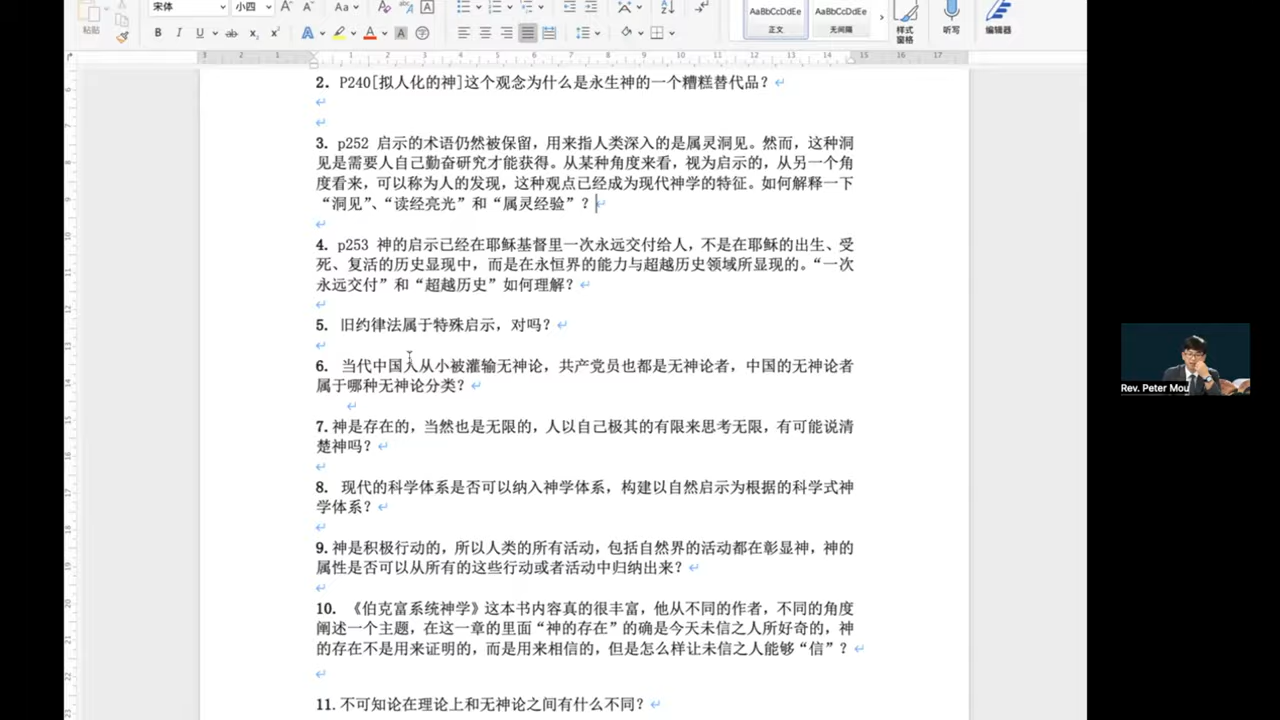 宋体
小四
Aa
A
粘贴
B I U ab x₂ x² A A A 字
AaBbCcDdEe
正文
AaBbCcDdEe
无间隔
样式
窗格
听写
编辑器
3 2 1 1 2 3 4 5 6 7 8 9 10 11 12 13 14 15 16 17
2. P240[拟人化的神]这个观念为什么是永生神的一个糟糕替代品？
3. p252 启示的术语仍然被保留，用来指人类深入的是属灵洞见。然而，这种洞
见是需要人自己勤奋研究才能获得。从某种角度来看，视为启示的，从另一个角
度看来，可以称为人的发现，这种观点已经成为现代神学的特征。如何解释一下
“洞见”、“读经亮光”和“属灵经验”？
4. p253 神的启示已经在耶稣基督里一次永远交付给人，不是在耶稣的出生、受
死、复活的历史显现中，而是在永恒界的能力与超越历史领域所显现的。“一次
永远交付”和“超越历史”如何理解？
5. 旧约律法属于特殊启示，对吗？
6. 当代中国人从小被灌输无神论，共产党员也都是无神论者，中国的无神论者
属于哪种无神论分类？
7. 神是存在的，当然也是无限的，人以自己极其的有限来思考无限，有可能说清
楚神吗？
8. 现代的科学体系是否可以纳入神学体系，构建以自然启示为根据的科学式神
学体系？
9. 神是积极行动的，所以人类的所有活动，包括自然界的活动都在彰显神，神的
属性是否可以从所有的这些行动或者活动中归纳出来？
10. 《伯克富系统神学》这本书内容真的很丰富，他从不同的作者，不同的角度
阐述一个主题，在这一章的里面“神的存在”的确是今天未信之人所好奇的，神
的存在不是用来证明的，而是用来相信的，但是怎么样让未信之人能够“信”？
11. 不可知论在理论上和无神论之间有什么不同？
Rev. Peter Mou